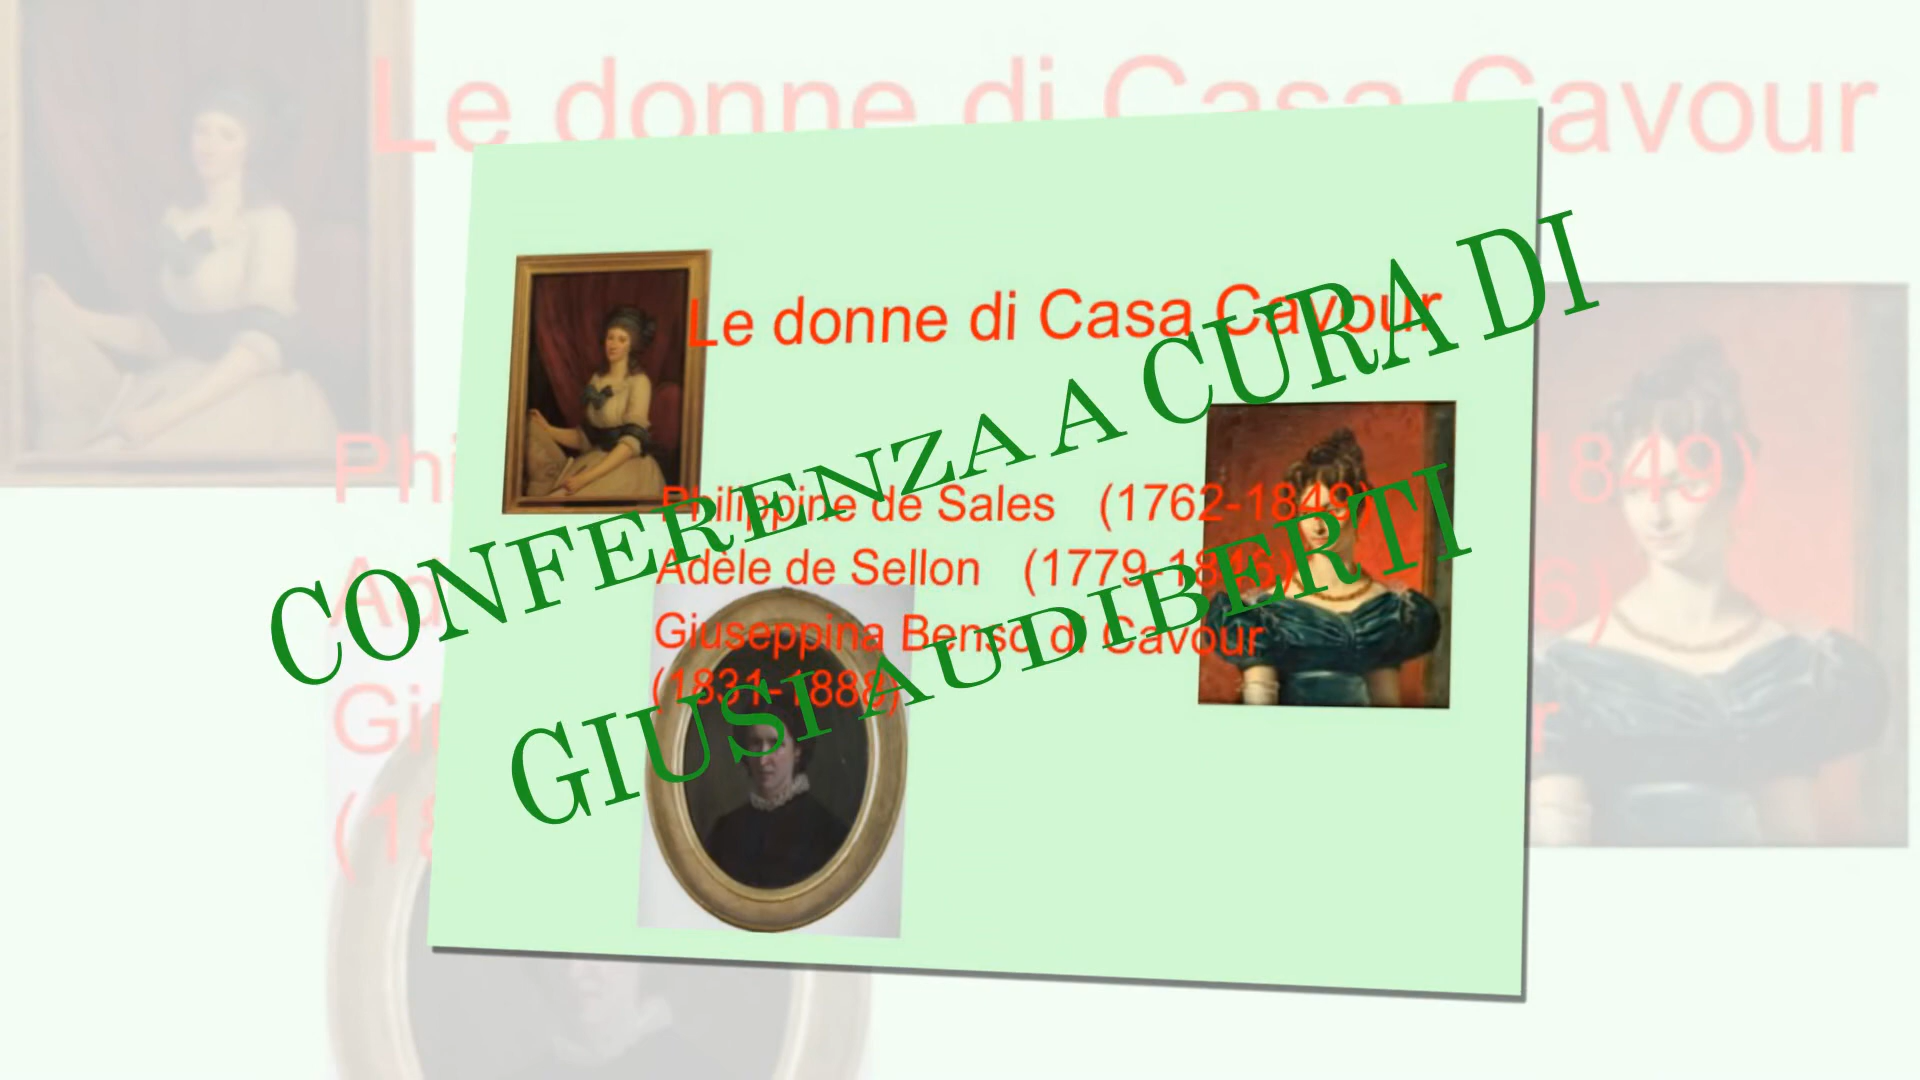 Le donne di Casa Cavour
Philippine de Sales (1762-1849)
Adèle de Sellon (1779-1846)
Giuseppina Benso di Cavour
(1831-1888)
CONFERENZA A CURA DI
GIUSI AUDIBERTI